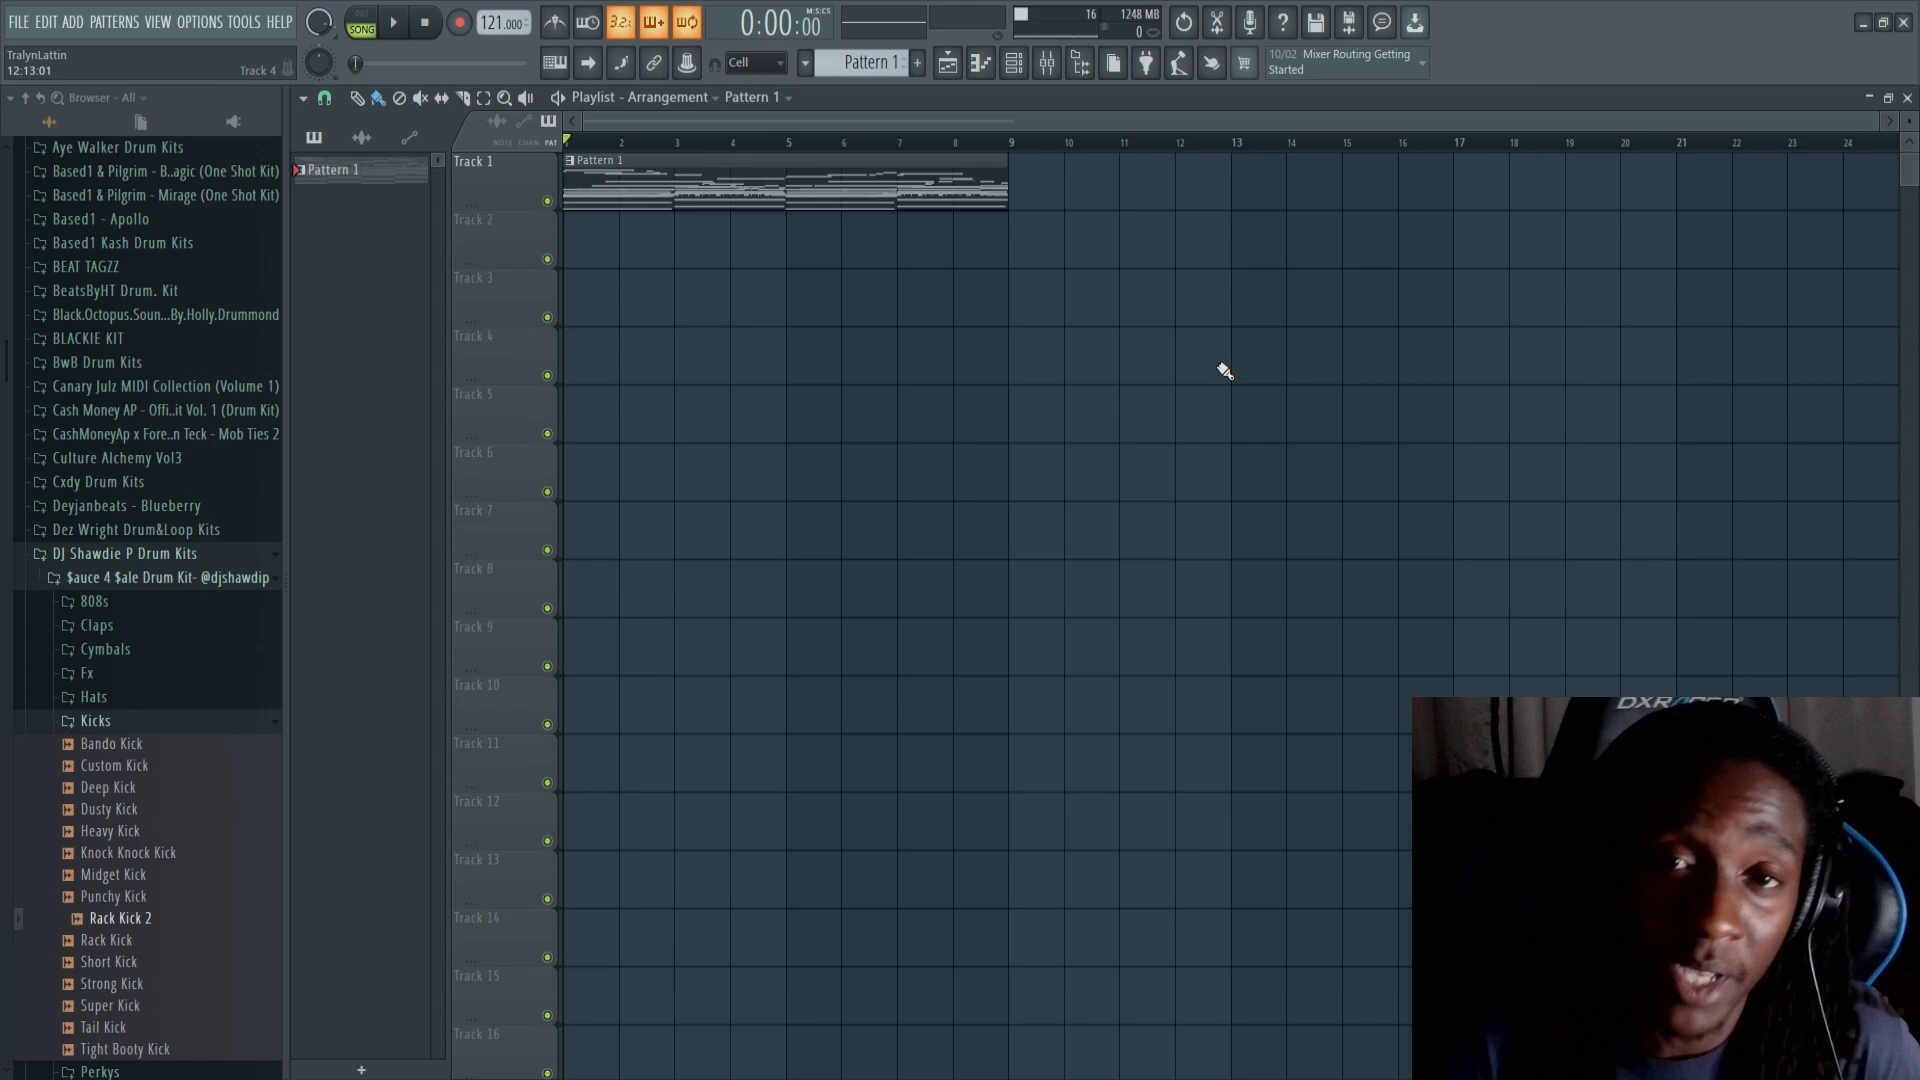 FILE EDIT ADD PATTERNS VIEW OPTIONS TOOLS HELP
PAT
SONG
121.000
3.2.
0:00:00
M:S:CS
16
1248 MB
0
TralynLattin
12:13:01
Track 4
Cell
Pattern 1
10/02 Mixer Routing Getting
Started
Browser - All
Playlist - Arrangement
Pattern 1
NOTE CHAN PAT
2 3 4 5 6 7 8 9 10 11 12 13 14 15 16 17 18 19 20 21 22 23 24
Pattern 1
Pattern 1
Track 1
Track 2
Track 3
Track 4
Track 5
Track 6
Track 7
Track 8
Track 9
Track 10
Track 11
Track 12
Track 13
Track 14
Track 15
Track 16
Aye Walker Drum Kits
Based1 & Pilgrim - B..agic (One Shot Kit)
Based1 & Pilgrim - Mirage (One Shot Kit)
Based1 - Apollo
Based1 Kash Drum Kits
BEAT TAGZZ
BeatsByHT Drum. Kit
Black.Octopus.Soun...By.Holly.Drummond
BLACKIE KIT
BwB Drum Kits
Canary Julz MIDI Collection (Volume 1)
Cash Money AP - Offi..it Vol. 1 (Drum Kit)
CashMoneyAp x Fore..n Teck - Mob Ties 2
Culture Alchemy Vol3
Cxdy Drum Kits
Deyjanbeats - Blueberry
Dez Wright Drum&Loop Kits
DJ Shawdie P Drum Kits
$auce 4 $ale Drum Kit- @djshawdip
808s
Claps
Cymbals
Fx
Hats
Kicks
Bando Kick
Custom Kick
Deep Kick
Dusty Kick
Heavy Kick
Knock Knock Kick
Midget Kick
Punchy Kick
Rack Kick 2
Rack Kick
Short Kick
Strong Kick
Super Kick
Tail Kick
Tight Booty Kick
Perkys
DXRACER